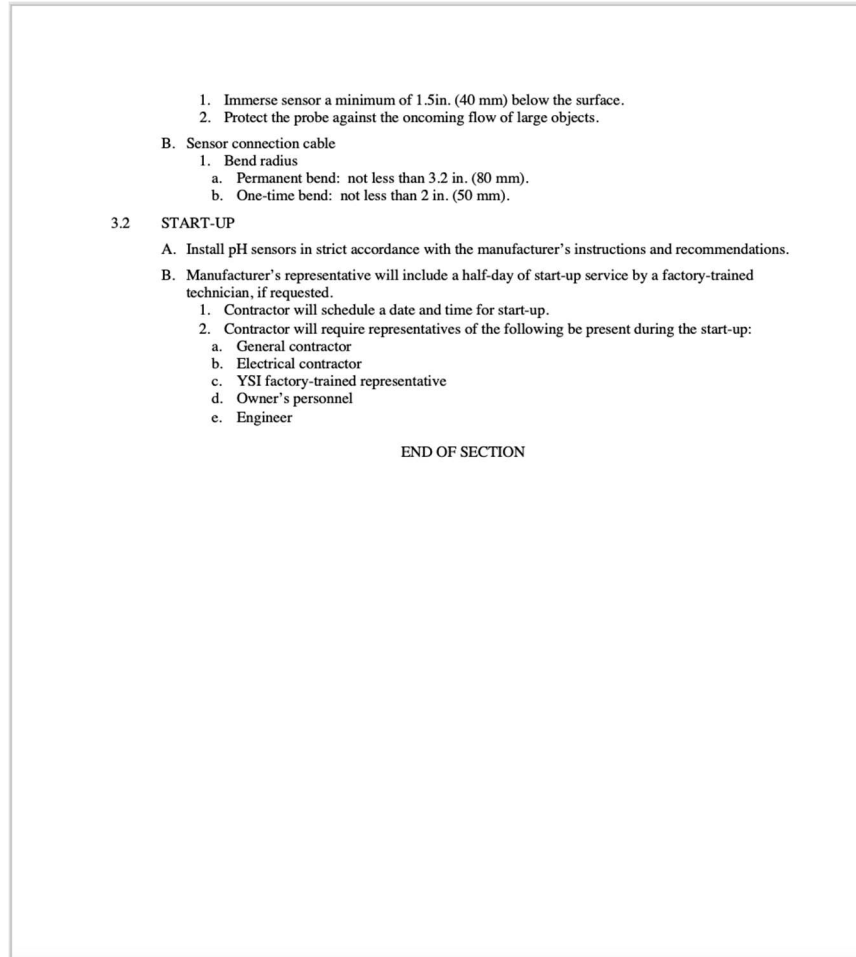 1. Immerse sensor a minimum of 1.5in. (40 mm) below the surface.
2. Protect the probe against the oncoming flow of large objects.
B. Sensor connection cable
1. Bend radius
a. Permanent bend: not less than 3.2 in. (80 mm).
b. One-time bend: not less than 2 in. (50 mm).
3.2 START-UP
A. Install pH sensors in strict accordance with the manufacturer’s instructions and recommendations.
B. Manufacturer’s representative will include a half-day of start-up service by a factory-trained
technician, if requested.
1. Contractor will schedule a date and time for start-up.
2. Contractor will require representatives of the following be present during the start-up:
a. General contractor
b. Electrical contractor
c. YSI factory-trained representative
d. Owner’s personnel
e. Engineer
END OF SECTION